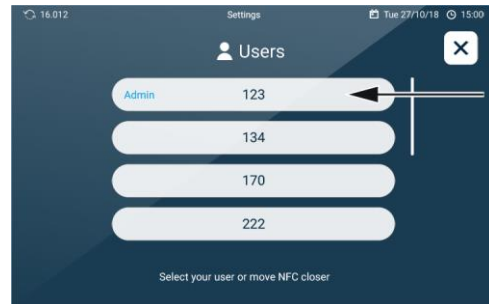 16.012 Settings Tue 27/10/18 15:00
Users
Admin 123
134
170
222
Select your user or move NFC closer